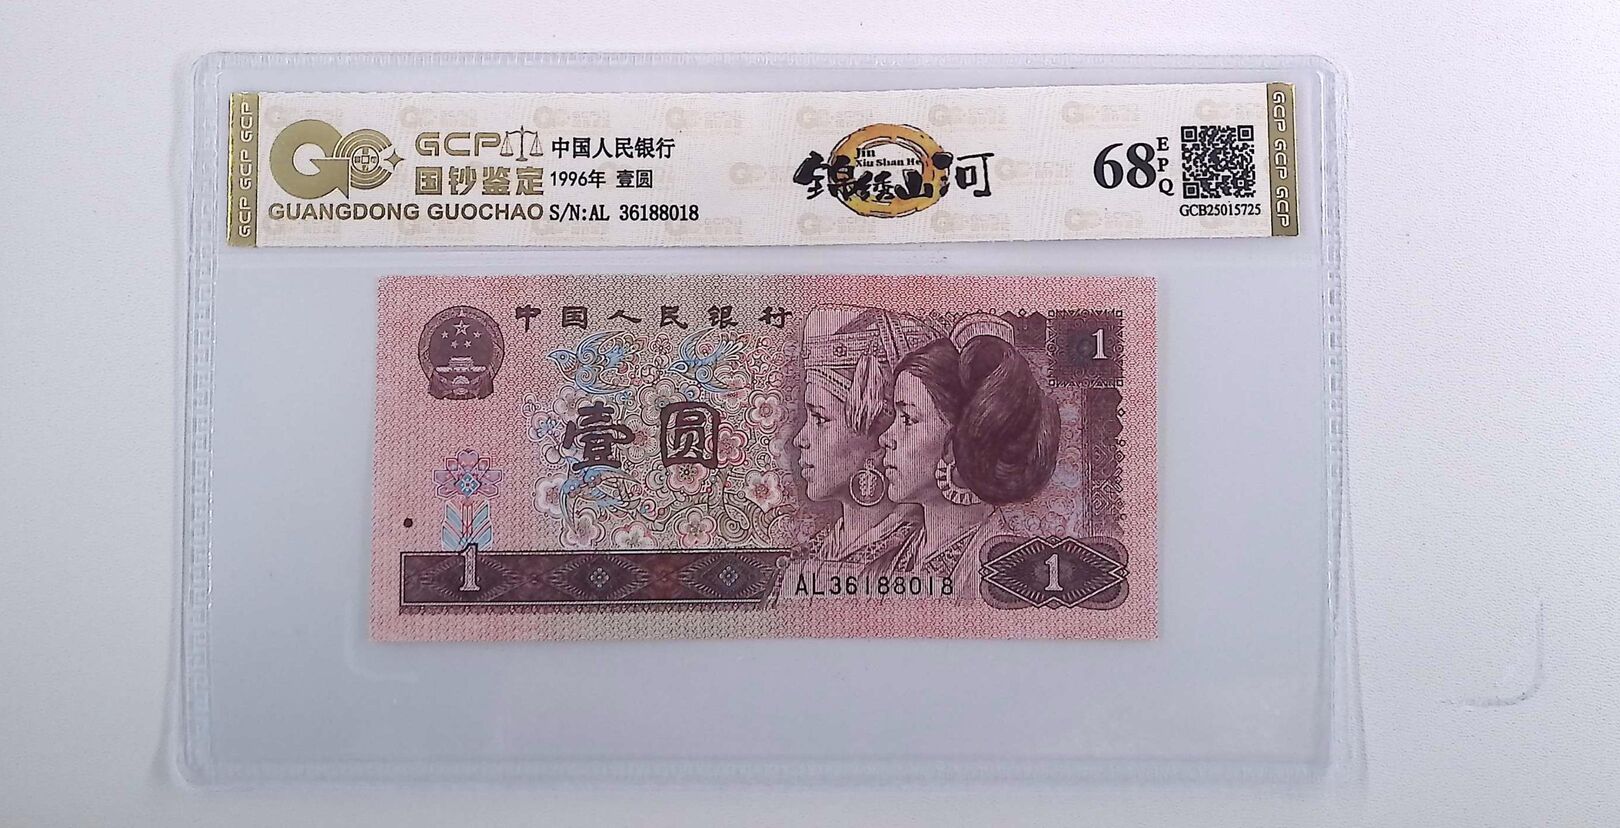 GCP GCP GCP
GCP
国钞鉴定
GUANGDONG GUOCHAO
中国人民银行
1996年 壹圆
S/N:AL 36188018
Jin
Xiu Shan He
锦绣山河
68
EPQ
GCB25015725
GCP GCP GCP
中国人民银行
1
壹圆
1
AL36188018
1